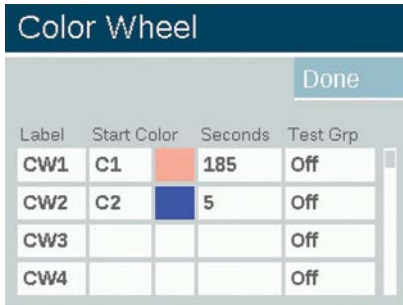 Color Wheel
Done
Label Start Color Seconds Test Grp
CW1 C1 185 Off
CW2 C2 5 Off
CW3 Off
CW4 Off